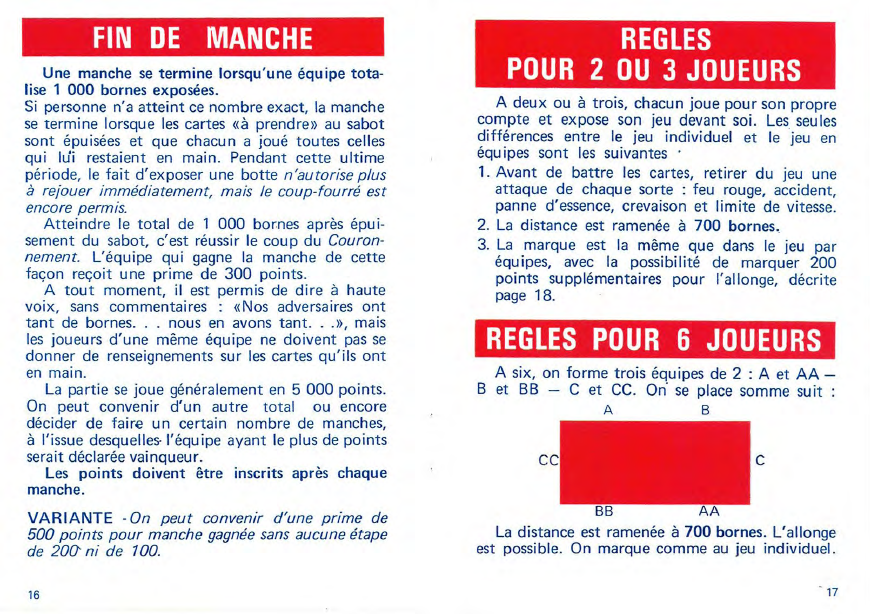 FIN DE MANCHE
Une manche se termine lorsqu'une équipe tota-
lise 1 000 bornes exposées.
Si personne n'a atteint ce nombre exact, la manche
se termine lorsque les cartes «à prendre» au sabot
sont épuisées et que chacun a joué toutes celles
qui lui restaient en main. Pendant cette ultime
période, le fait d'exposer une botte n'autorise plus
à rejouer immédiatement, mais le coup-fourré est
encore permis.
Atteindre le total de 1 000 bornes après épui-
sement du sabot, c'est réussir le coup du Couron-
nement. L'équipe qui gagne la manche de cette
façon reçoit une prime de 300 points.
A tout moment, il est permis de dire à haute
voix, sans commentaires : «Nos adversaires ont
tant de bornes. . . nous en avons tant. . .», mais
les joueurs d'une même équipe ne doivent pas se
donner de renseignements sur les cartes qu'ils ont
en main.
La partie se joue généralement en 5 000 points.
On peut convenir d'un autre total ou encore
décider de faire un certain nombre de manches,
à l'issue desquelles l'équipe ayant le plus de points
serait déclarée vainqueur.
Les points doivent être inscrits après chaque
manche.
VARIANTE - On peut convenir d'une prime de
500 points pour manche gagnée sans aucune étape
de 200 ni de 100.
16
REGLES
POUR 2 OU 3 JOUEURS
A deux ou à trois, chacun joue pour son propre
compte et expose son jeu devant soi. Les seules
différences entre le jeu individuel et le jeu en
équipes sont les suivantes ·
1. Avant de battre les cartes, retirer du jeu une
attaque de chaque sorte : feu rouge, accident,
panne d'essence, crevaison et limite de vitesse.
2. La distance est ramenée à 700 bornes.
3. La marque est la même que dans le jeu par
équipes, avec la possibilité de marquer 200
points supplémentaires pour l'allonge, décrite
page 18.
REGLES POUR 6 JOUEURS
A six, on forme trois équipes de 2 : A et AA —
B et BB — C et CC. On se place somme suit :
A B
CC C
BB AA
La distance est ramenée à 700 bornes. L'allonge
est possible. On marque comme au jeu individuel.
17